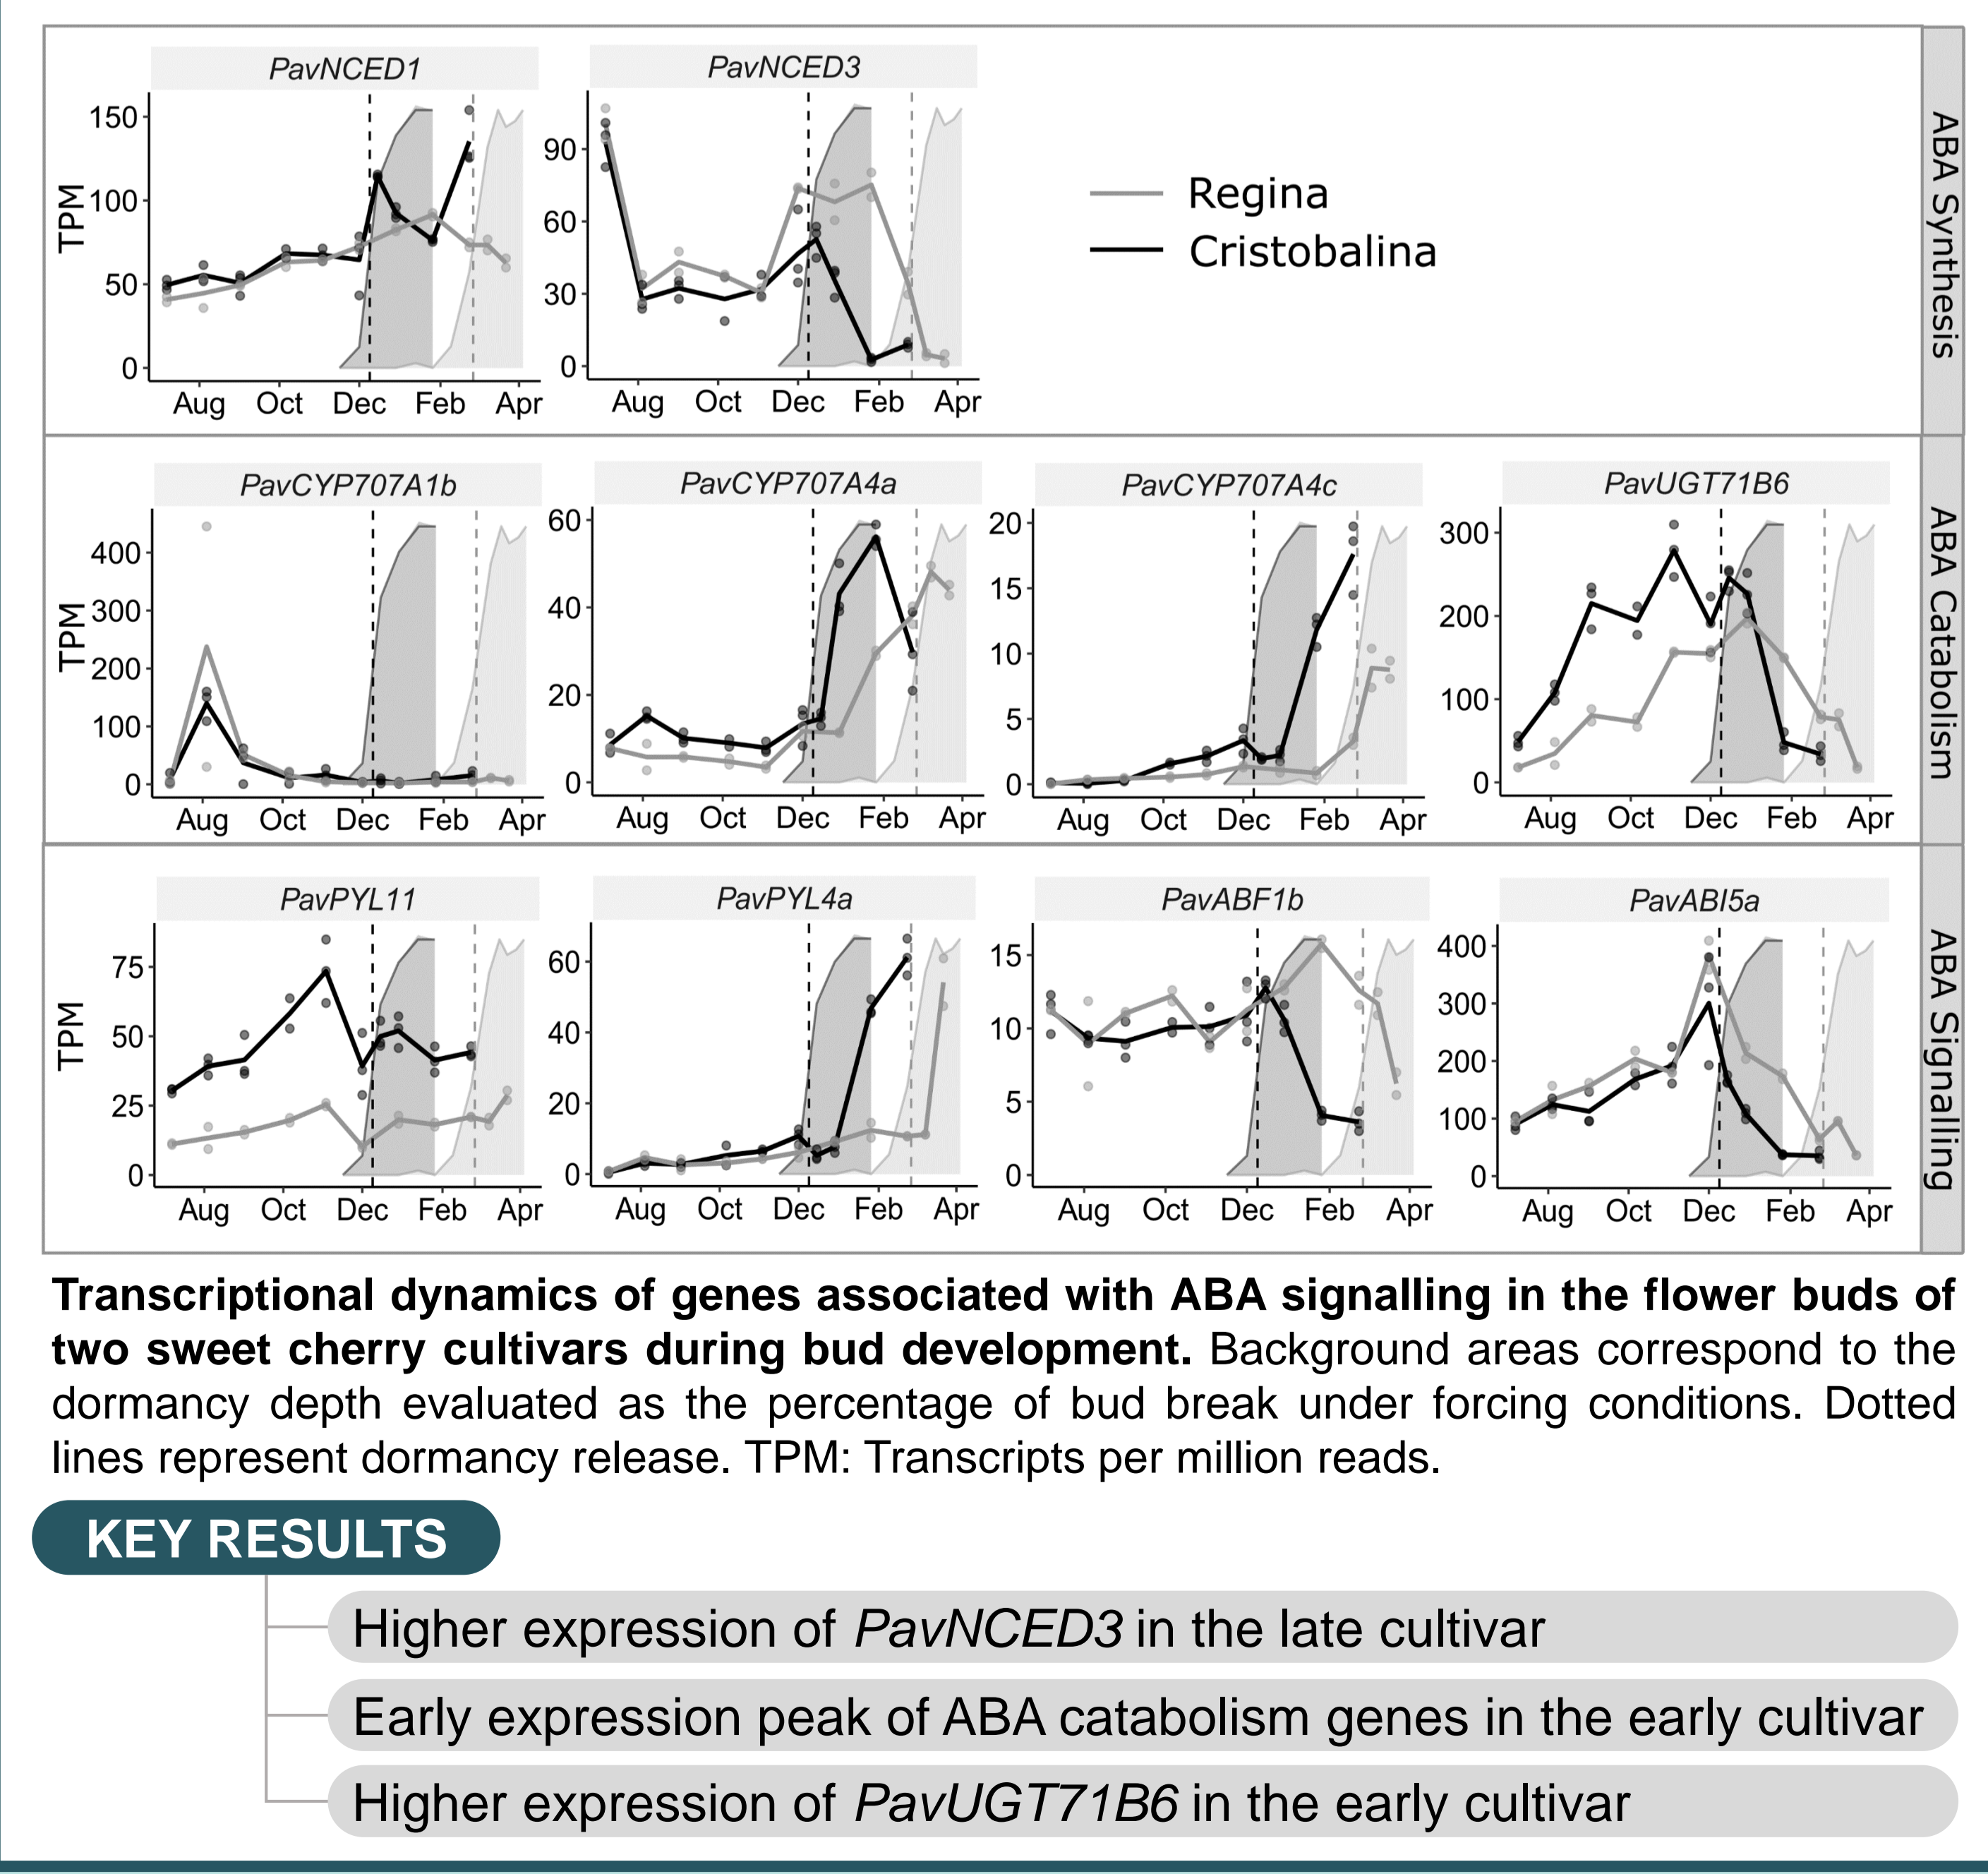 PavNCED1
PavNCED3
150
100
50
0
TPM
Aug Oct Dec Feb Apr
90
60
30
0
Aug Oct Dec Feb Apr
Regina
Cristobalina
ABA Synthesis
PavCYP707A1b
PavCYP707A4a
PavCYP707A4c
PavUGT71B6
400
300
200
100
0
TPM
Aug Oct Dec Feb Apr
60
40
20
0
Aug Oct Dec Feb Apr
20
15
10
5
0
Aug Oct Dec Feb Apr
300
200
100
0
Aug Oct Dec Feb Apr
ABA Catabolism
PavPYL11
PavPYL4a
PavABF1b
PavABI5a
75
50
25
0
TPM
Aug Oct Dec Feb Apr
60
40
20
0
Aug Oct Dec Feb Apr
15
10
5
0
Aug Oct Dec Feb Apr
400
300
200
100
0
Aug Oct Dec Feb Apr
ABA Signalling
Transcriptional dynamics of genes associated with ABA signalling in the flower buds of
two sweet cherry cultivars during bud development. Background areas correspond to the
dormancy depth evaluated as the percentage of bud break under forcing conditions. Dotted
lines represent dormancy release. TPM: Transcripts per million reads.
KEY RESULTS
Higher expression of PavNCED3 in the late cultivar
Early expression peak of ABA catabolism genes in the early cultivar
Higher expression of PavUGT71B6 in the early cultivar